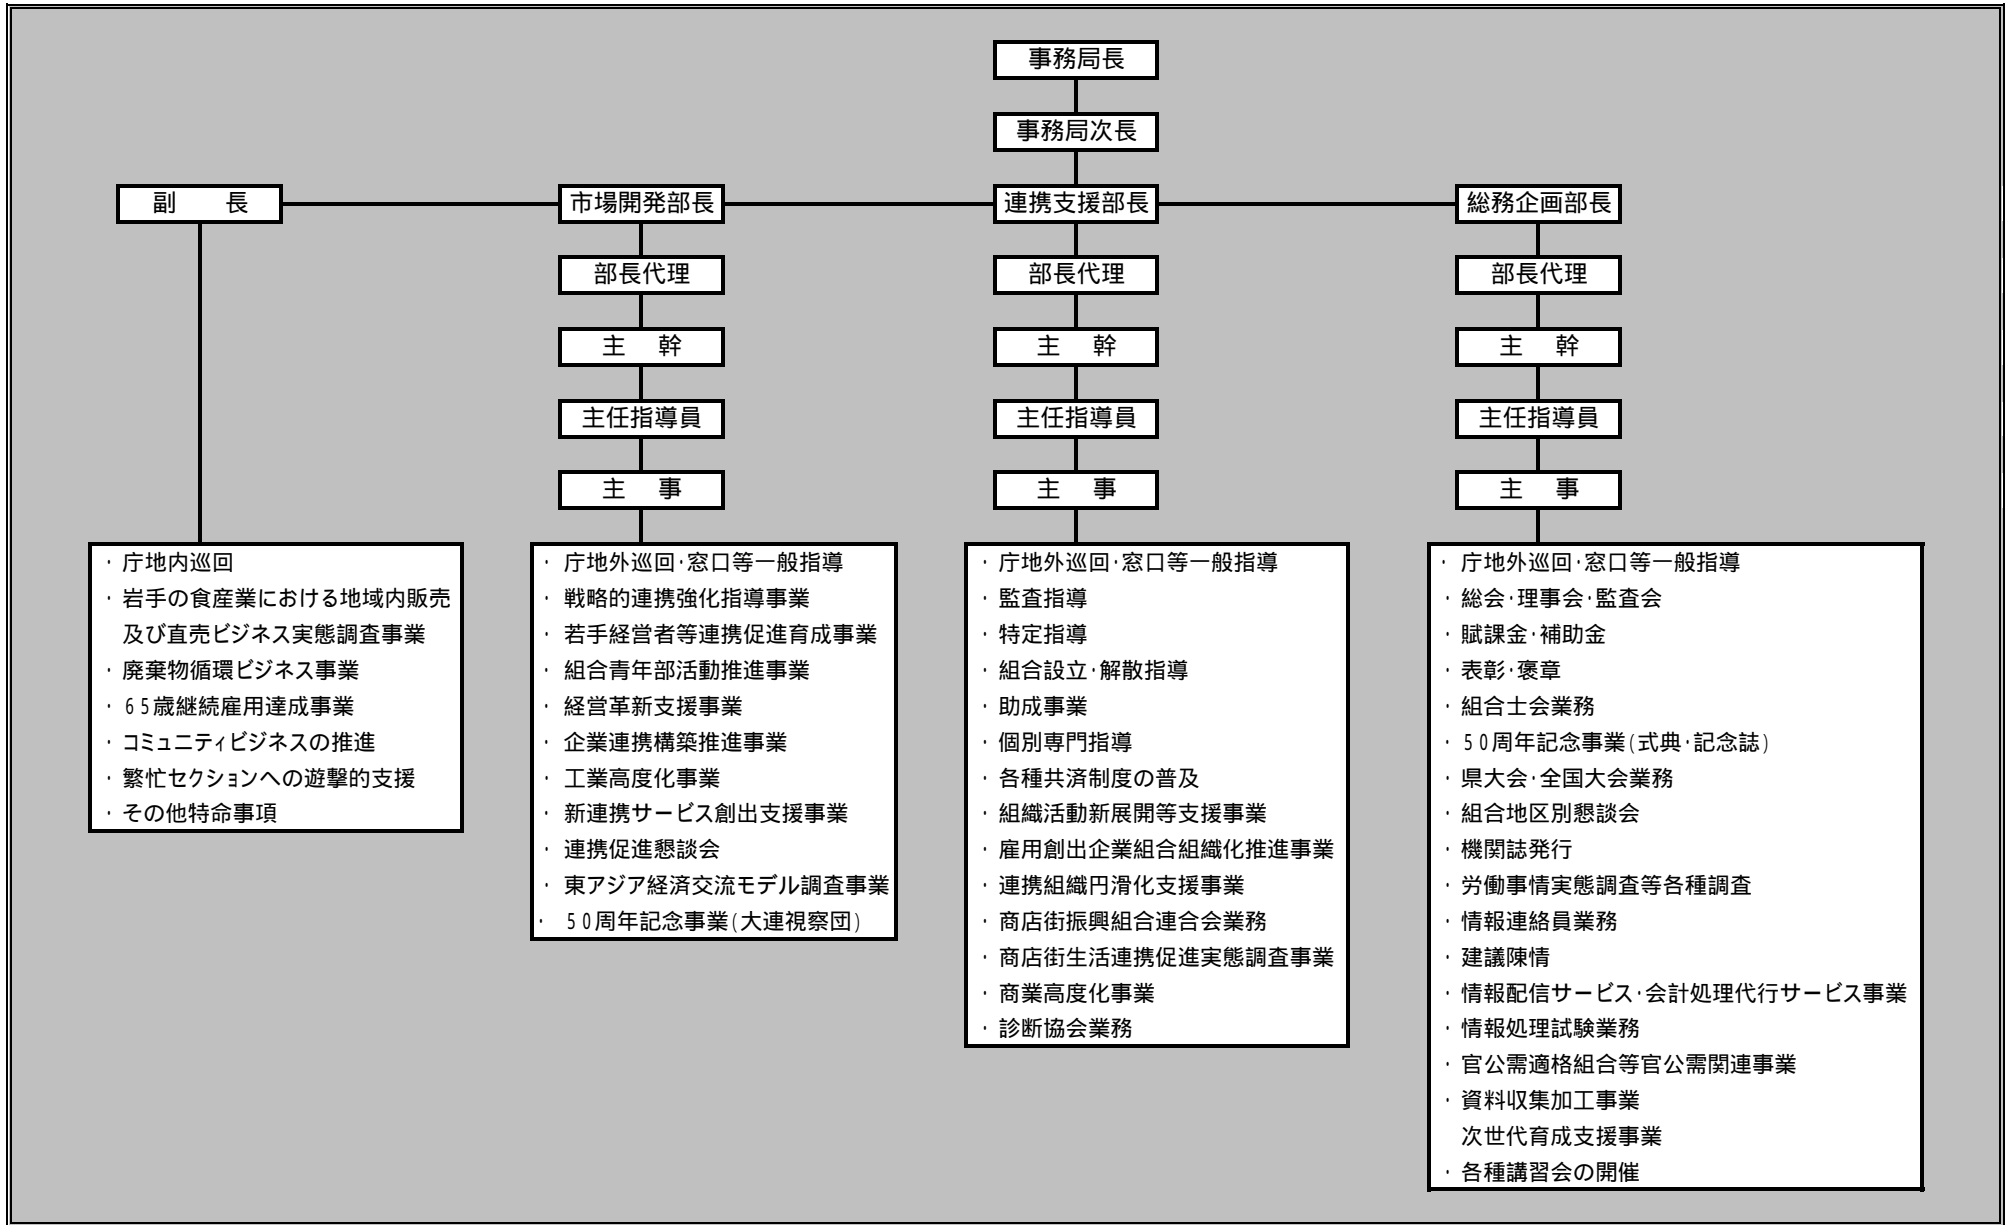 事務局長
事務局次長
副　　長
市場開発部長
連携支援部長
総務企画部長
部長代理
部長代理
部長代理
主　幹
主　幹
主　幹
主任指導員
主任指導員
主任指導員
主　事
主　事
主　事
・庁地内巡回
・岩手の食産業における地域内販売
及び直売ビジネス実態調査事業
・廃棄物循環ビジネス事業
・65歳継続雇用達成事業
・コミュニティビジネスの推進
・繁忙セクションへの遊撃的支援
・その他特命事項
・庁地外巡回・窓口等一般指導
・戦略的連携強化指導事業
・若手経営者等連携促進育成事業
・組合青年部活動推進事業
・経営革新支援事業
・企業連携構築推進事業
・工業高度化事業
・新連携サービス創出支援事業
・連携促進懇談会
・東アジア経済交流モデル調査事業
・50周年記念事業(大連視察団)
・庁地外巡回・窓口等一般指導
・監査指導
・特定指導
・組合設立・解散指導
・助成事業
・個別専門指導
・各種共済制度の普及
・組織活動新展開等支援事業
・雇用創出企業組合組織化推進事業
・連携組織円滑化支援事業
・商店街振興組合連合会業務
・商店街生活連携促進実態調査事業
・商業高度化事業
・診断協会業務
・庁地外巡回・窓口等一般指導
・総会・理事会・監査会
・賦課金・補助金
・表彰・褒章
・組合士会業務
・50周年記念事業(式典・記念誌)
・県大会・全国大会業務
・組合地区別懇談会
・機関誌発行
・労働事情実態調査等各種調査
・情報連絡員業務
・建議陳情
・情報配信サービス・会計処理代行サービス事業
・情報処理試験業務
・官公需適格組合等官公需関連事業
・資料収集加工事業
次世代育成支援事業
・各種講習会の開催